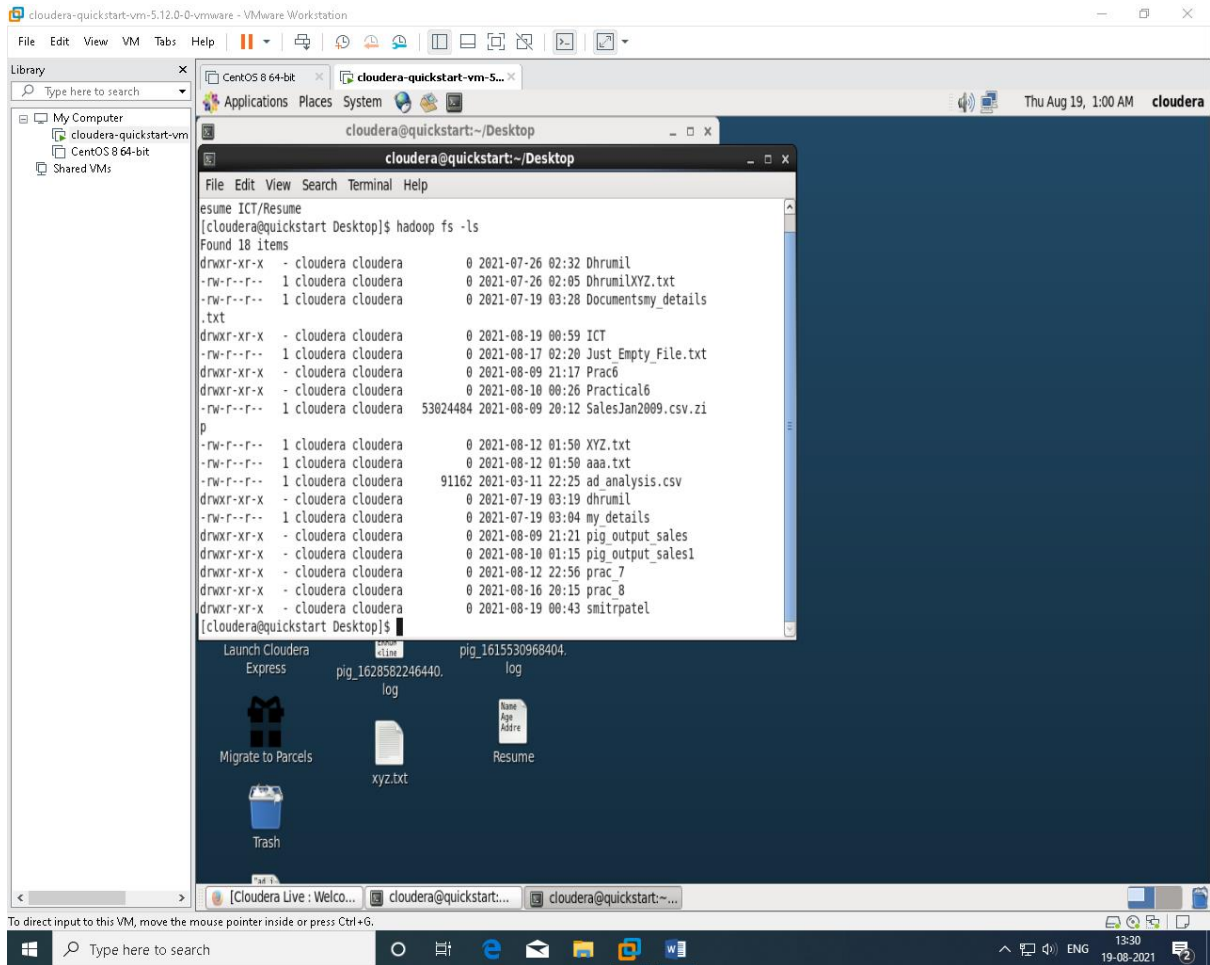 cloudera-quickstart-vm-5.12.0-0-vmware - VMware Workstation
File Edit View VM Tabs Help
Library
Type here to search
My Computer
cloudera-quickstart-vm
CentOS 8 64-bit
Shared VMs
CentOS 8 64-bit
cloudera-quickstart-vm-5...
Applications Places System
Thu Aug 19, 1:00 AM cloudera
cloudera@quickstart:~/Desktop
cloudera@quickstart:~/Desktop
File Edit View Search Terminal Help
esume ICT/Resume
[cloudera@quickstart Desktop]$ hadoop fs -ls
Found 18 items
drwxr-xr-x - cloudera cloudera 0 2021-07-26 02:32 Dhrumil
-rw-r--r-- 1 cloudera cloudera 0 2021-07-26 02:05 DhrumilXYZ.txt
-rw-r--r-- 1 cloudera cloudera 0 2021-07-19 03:28 Documentsmy_details
.txt
drwxr-xr-x - cloudera cloudera 0 2021-08-19 00:59 ICT
-rw-r--r-- 1 cloudera cloudera 0 2021-08-17 02:20 Just_Empty_File.txt
drwxr-xr-x - cloudera cloudera 0 2021-08-09 21:17 Prac6
drwxr-xr-x - cloudera cloudera 0 2021-08-10 00:26 Practical6
-rw-r--r-- 1 cloudera cloudera 53024484 2021-08-09 20:12 SalesJan2009.csv.zi
p
-rw-r--r-- 1 cloudera cloudera 0 2021-08-12 01:50 XYZ.txt
-rw-r--r-- 1 cloudera cloudera 0 2021-08-12 01:50 aaa.txt
-rw-r--r-- 1 cloudera cloudera 91162 2021-03-11 22:25 ad_analysis.csv
drwxr-xr-x - cloudera cloudera 0 2021-07-19 03:19 dhrumil
-rw-r--r-- 1 cloudera cloudera 0 2021-07-19 03:04 my_details
drwxr-xr-x - cloudera cloudera 0 2021-08-09 21:21 pig_output_sales
drwxr-xr-x - cloudera cloudera 0 2021-08-10 01:15 pig_output_sales1
drwxr-xr-x - cloudera cloudera 0 2021-08-12 22:56 prac_7
drwxr-xr-x - cloudera cloudera 0 2021-08-16 20:15 prac_8
drwxr-xr-x - cloudera cloudera 0 2021-08-19 00:43 smitrpatel
[cloudera@quickstart Desktop]$
Launch Cloudera
Express
<line
pig_1628582246440.
log
pig_1615530968404.
log
Name
Age
Addre
Migrate to Parcels
xyz.txt
Resume
Trash
[Cloudera Live : Welco...
cloudera@quickstart:...
cloudera@quickstart:~...
To direct input to this VM, move the mouse pointer inside or press Ctrl+G.
Type here to search
ENG
13:30
19-08-2021
2